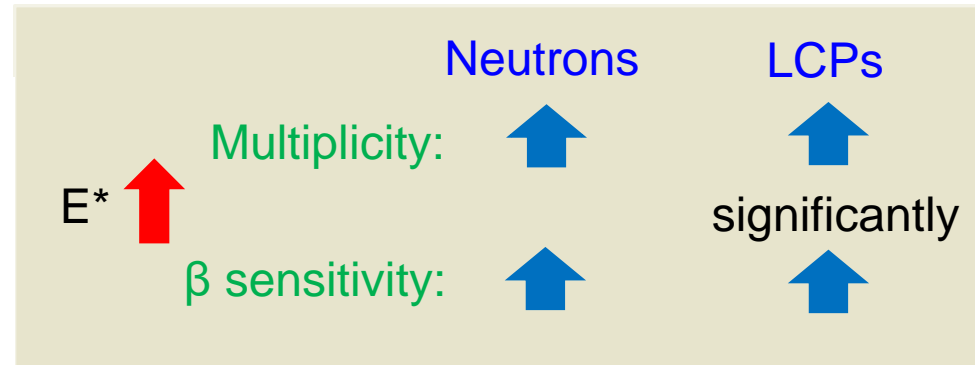 Neutrons LCPs
Multiplicity:
E*
significantly
β sensitivity: